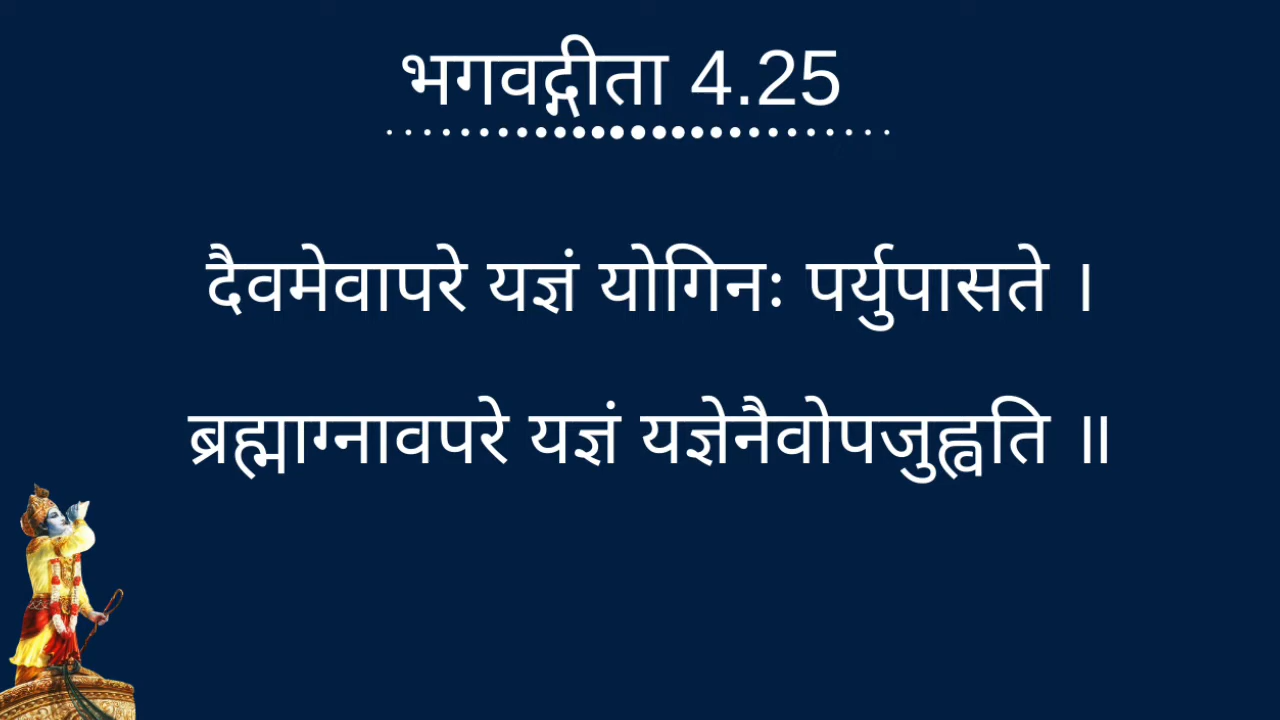 भगवद्गीता 4.25
दैवमेवापरे यज्ञं योगिनः पर्युपासते ।
ब्रह्माग्नावपरे यज्ञं यज्ञेनैवोपजुह्वति ॥